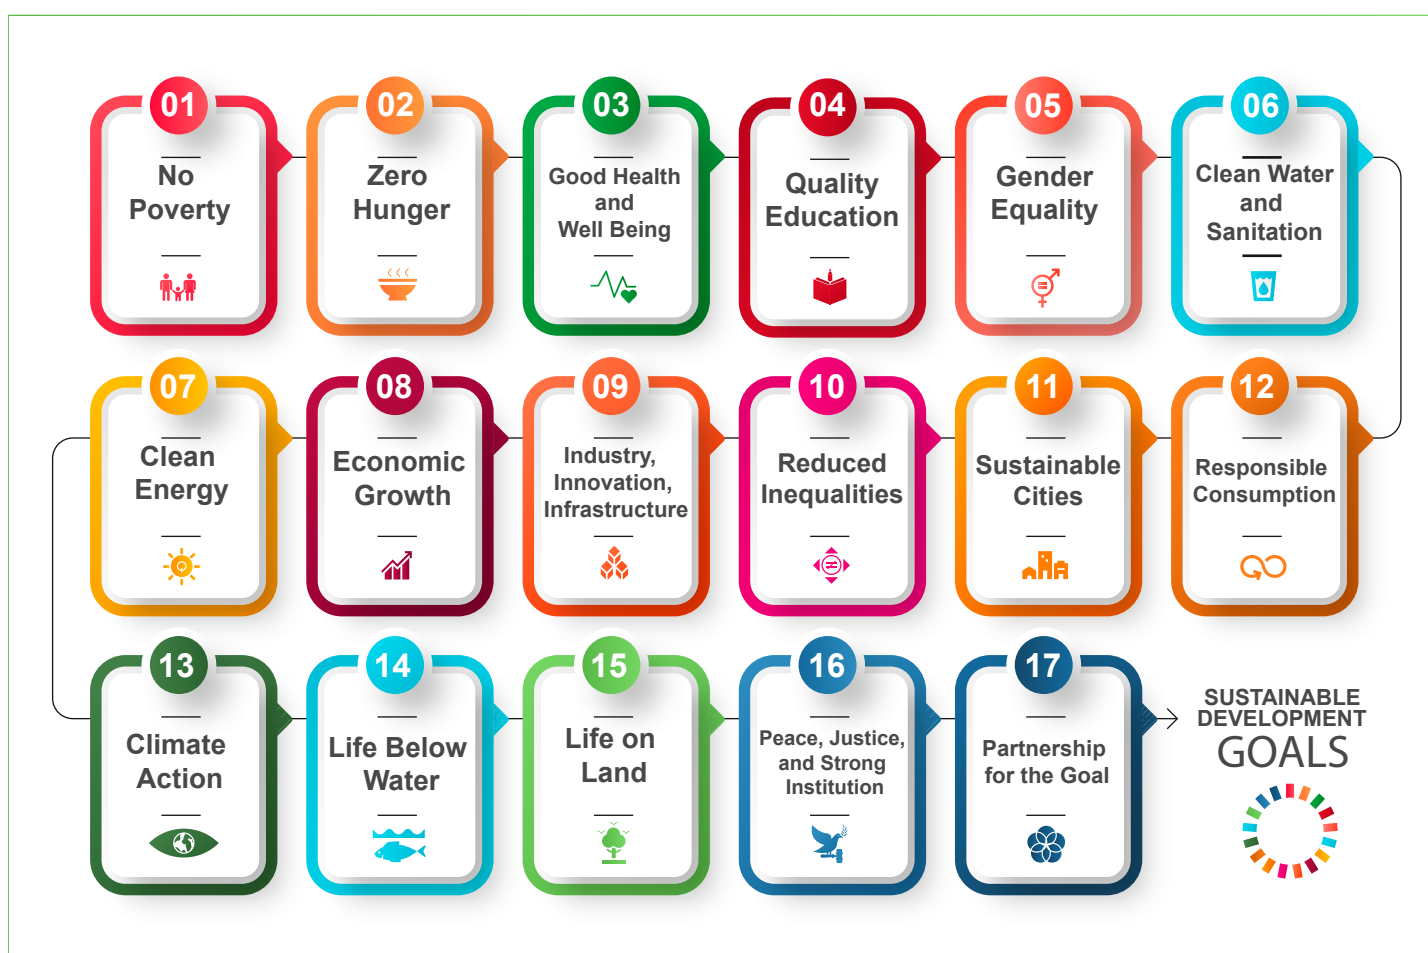 01
No
Poverty
02
Zero
Hunger
03
Good Health
and
Well Being
04
Quality
Education
05
Gender
Equality
06
Clean Water
and
Sanitation
07
Clean
Energy
08
Economic
Growth
09
Industry,
Innovation,
Infrastructure
10
Reduced
Inequalities
11
Sustainable
Cities
12
Responsible
Consumption
13
Climate
Action
14
Life Below
Water
15
Life on
Land
16
Peace, Justice,
and Strong
Institution
17
Partnership
for the Goal
SUSTAINABLE
DEVELOPMENT
GOALS